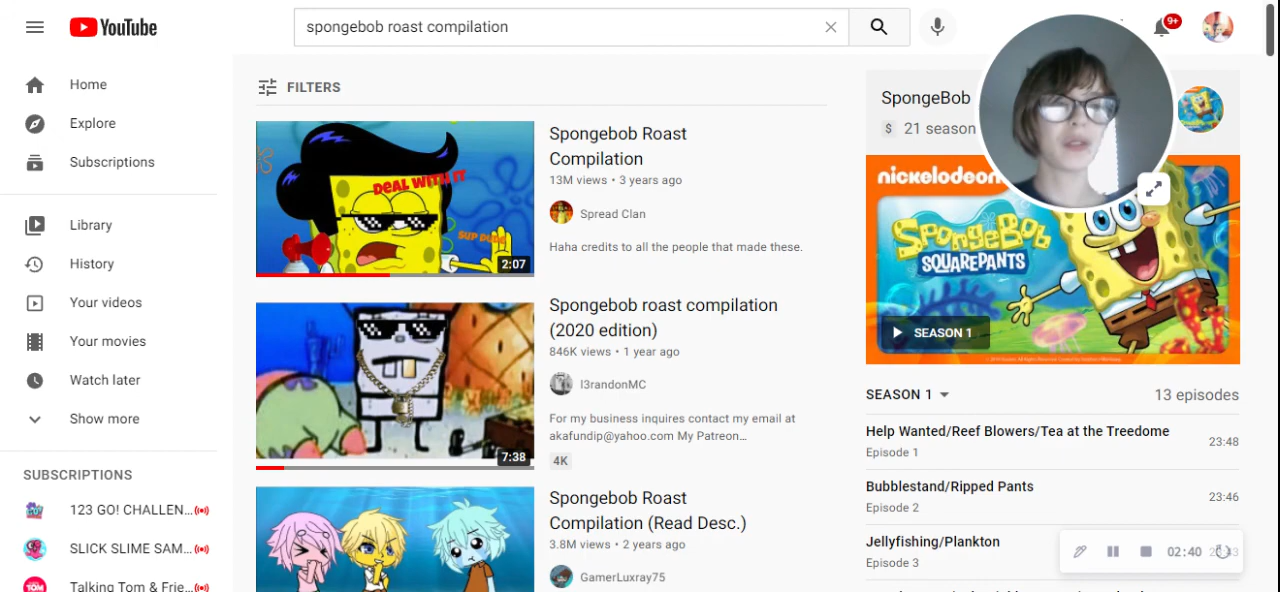 YouTube
spongebob roast compilation
9+
Home
Explore
Subscriptions
Library
History
Your videos
Your movies
Watch later
Show more
SUBSCRIPTIONS
123 GO! CHALLEN...
SLICK SLIME SAM...
Talking Tom & Frie...
FILTERS
DEAL WITH IT
SUP DUDE
2:07
Spongebob Roast
Compilation
13M views • 3 years ago
Spread Clan
Haha credits to all the people that made these.
7:38
Spongebob roast compilation
(2020 edition)
846K views • 1 year ago
I3randonMC
For my business inquires contact my email at
akafundip@yahoo.com My Patreon...
4K
Spongebob Roast
Compilation (Read Desc.)
3.8M views • 2 years ago
GamerLuxray75
SpongeBob
$ 21 season
nickelodeon
SPONGEBOB
SQUAREPANTS
SEASON 1
SEASON 1
13 episodes
Help Wanted/Reef Blowers/Tea at the Treedome
Episode 1
23:48
Bubblestand/Ripped Pants
Episode 2
23:46
Jellyfishing/Plankton
Episode 3
02:40